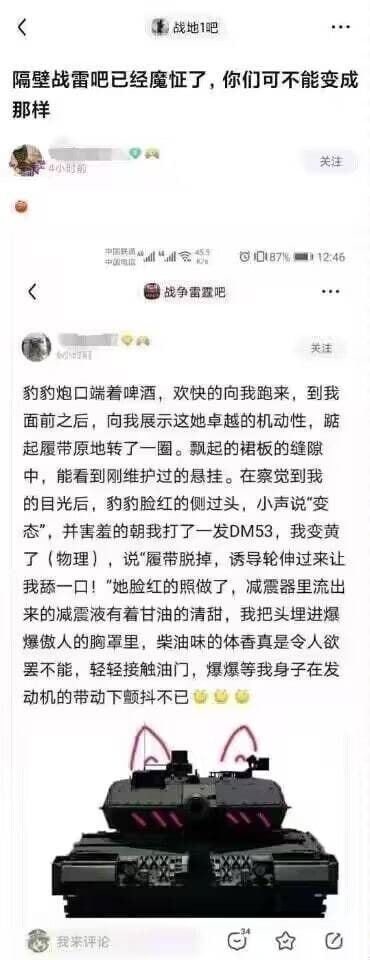 战地1吧
隔壁战雷吧已经魔怔了，你们可不能变成
那样
4小时前
关注
中国联通
中国电信
45.5
K/s
87%
12:46
战争雷霆吧
6小时前
关注
豹豹炮口端着啤酒，欢快的向我跑来，到我
面前之后，向我展示这她卓越的机动性，踮
起履带原地转了一圈。飘起的裙板的缝隙
中，能看到刚维护过的悬挂。在察觉到我
的目光后，豹豹脸红的侧过头，小声说“变
态”，并害羞的朝我打了一发DM53，我变黄
了（物理），说“履带脱掉，诱导轮伸过来让
我舔一口！”她脸红的照做了，减震器里流出
来的减震液有着甘油的清甜，我把头埋进爆
爆傲人的胸罩里，柴油味的体香真是令人欲
罢不能，轻轻接触油门，爆爆等我身子在发
动机的带动下颤抖不已
我来评论
34